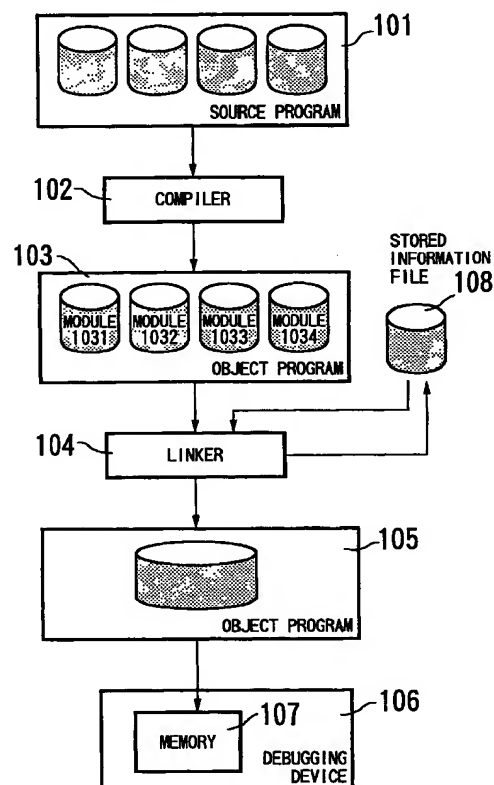 101
SOURCE PROGRAM
102
COMPILER
103
STORED
INFORMATION
FILE
108
MODULE
1031
MODULE
1032
MODULE
1033
MODULE
1034
OBJECT PROGRAM
104
LINKER
105
OBJECT PROGRAM
106
107
MEMORY
DEBUGGING
DEVICE